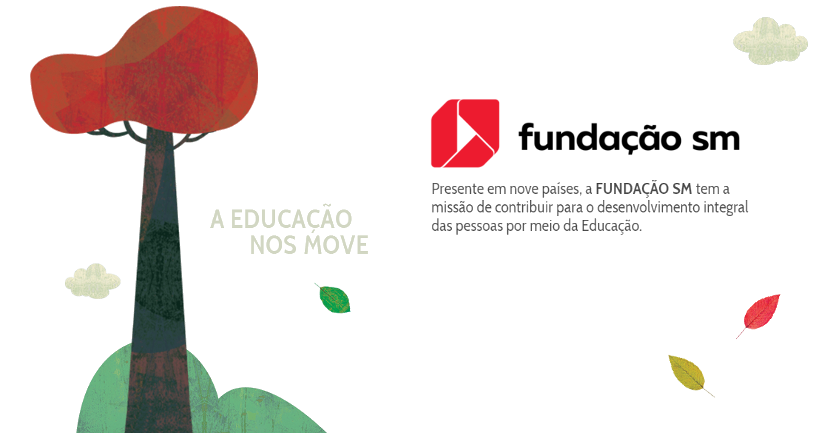 A EDUCAÇÃO
NOS MOVE
fundação sm
Presente em nove países, a FUNDAÇÃO SM tem a
missão de contribuir para o desenvolvimento integral
das pessoas por meio da Educação.